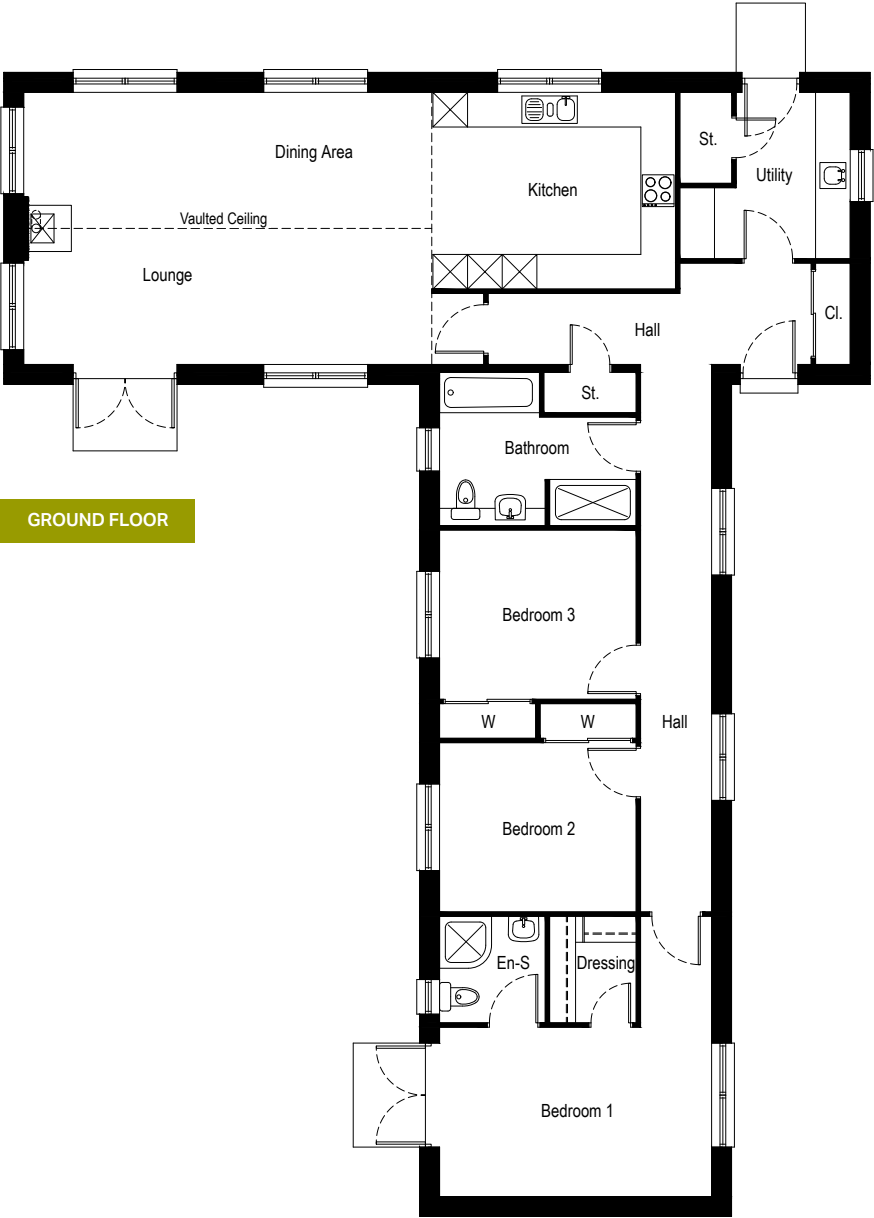 Dining Area
St.
Utility
Kitchen
Vaulted Ceiling
Lounge
Cl.
Hall
St.
Bathroom
GROUND FLOOR
Bedroom 3
W
W
Hall
Bedroom 2
En-S
Dressing
Bedroom 1